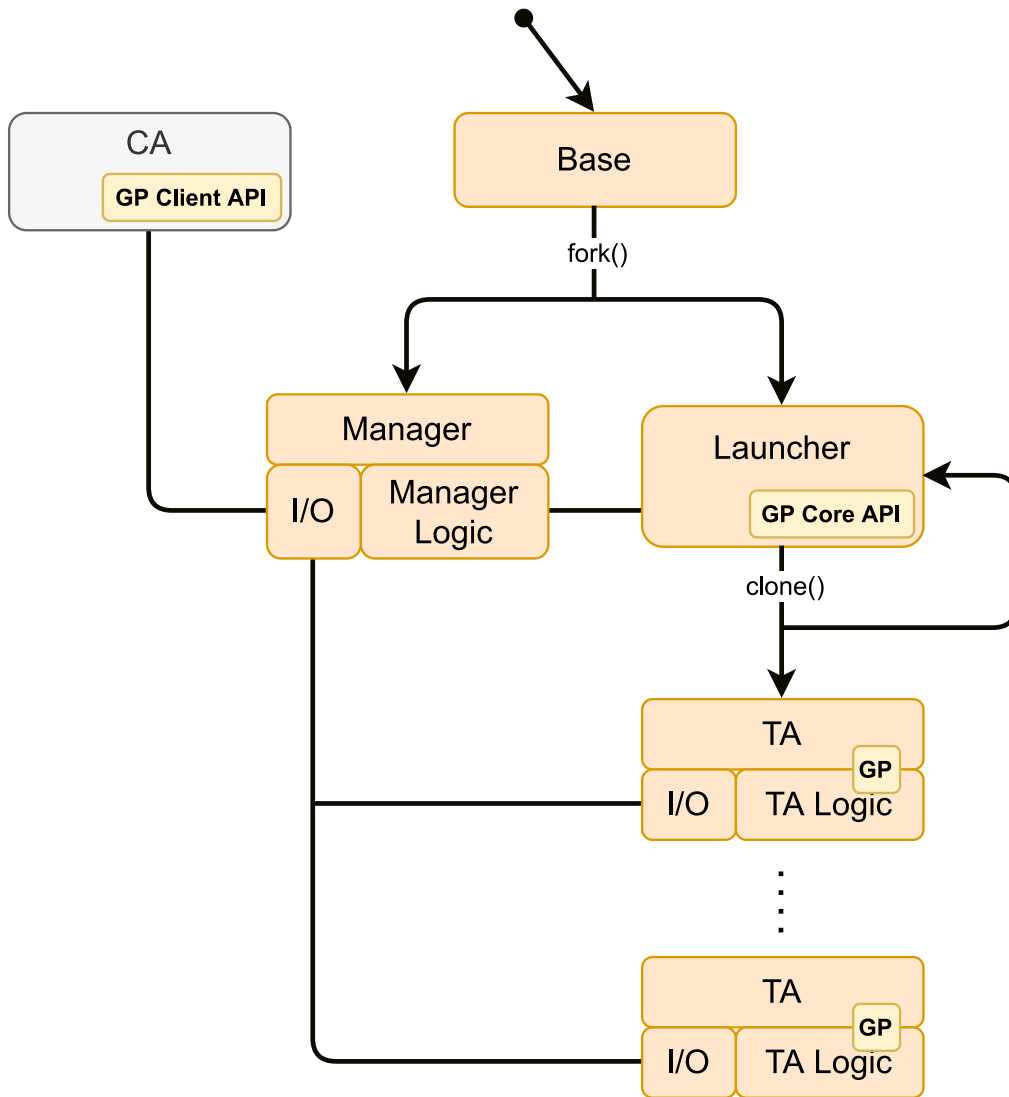 CA
GP Client API
Base
fork()
Manager
I/O
Manager
Logic
Launcher
GP Core API
clone()
TA
GP
I/O
TA Logic
TA
GP
I/O
TA Logic